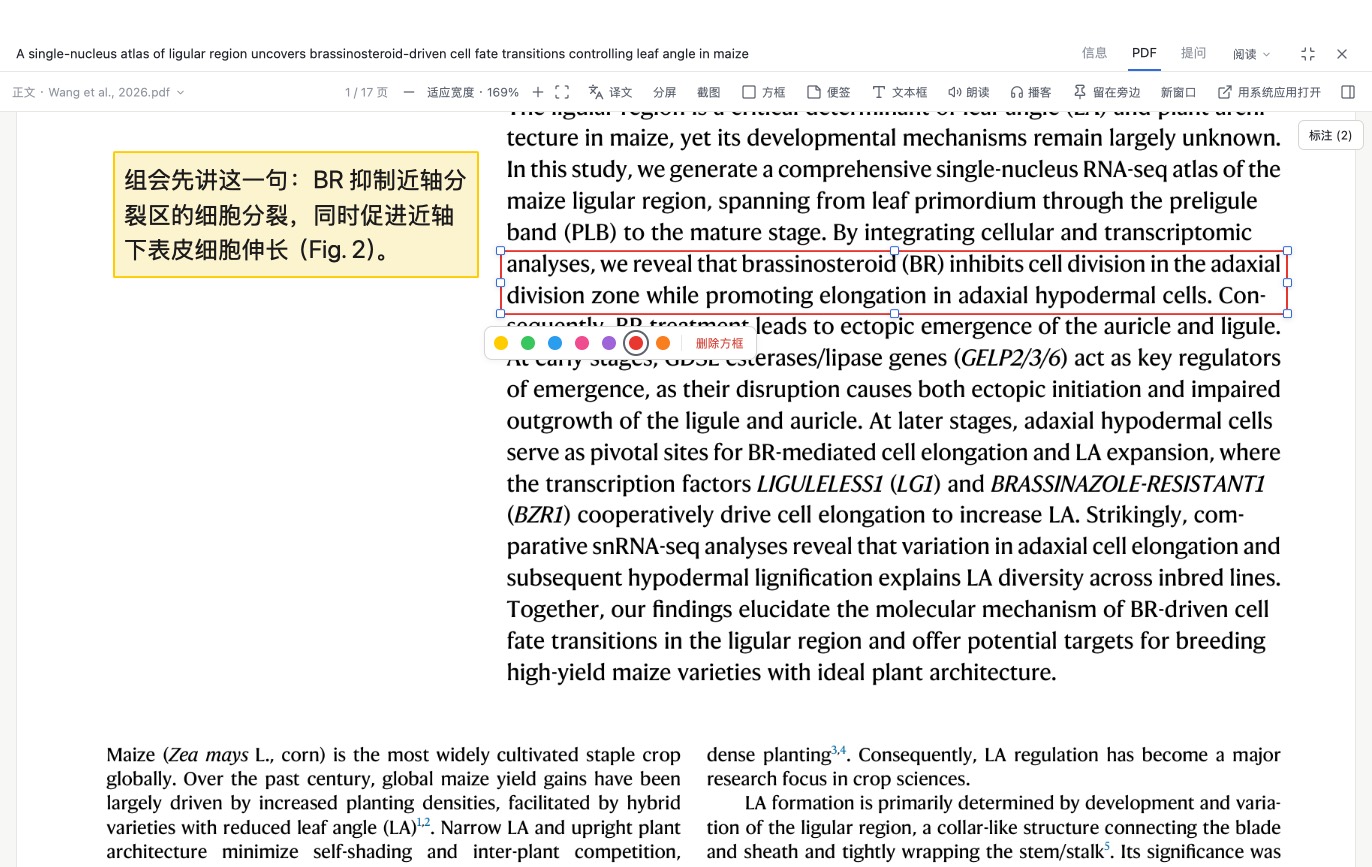 A single-nucleus atlas of ligular region uncovers brassinosteroid-driven cell fate transitions controlling leaf angle in maize
信息 PDF 提问 阅读
正文 · Wang et al., 2026.pdf
1 / 17 页 — 适应宽度 · 169% + 译文 分屏 截图 方框 便签 文本框 朗读 播客 留在旁边 新窗口 用系统应用打开
标注 (2)
组会先讲这一句：BR 抑制近轴分
裂区的细胞分裂，同时促进近轴
下表皮细胞伸长（Fig. 2）。
The ligular region is a critical determinant of leaf angle (LA) and plant archi-
tecture in maize, yet its developmental mechanisms remain largely unknown.
In this study, we generate a comprehensive single-nucleus RNA-seq atlas of the
maize ligular region, spanning from leaf primordium through the preligule
band (PLB) to the mature stage. By integrating cellular and transcriptomic
analyses, we reveal that brassinosteroid (BR) inhibits cell division in the adaxial
division zone while promoting elongation in adaxial hypodermal cells. Con-
sequently, BR treatment leads to ectopic emergence of the auricle and ligule.
删除方框
At early stages, GDSL esterases/lipase genes (GELP2/3/6) act as key regulators
of emergence, as their disruption causes both ectopic initiation and impaired
outgrowth of the ligule and auricle. At later stages, adaxial hypodermal cells
serve as pivotal sites for BR-mediated cell elongation and LA expansion, where
the transcription factors LIGULELESS1 (LG1) and BRASSINAZOLE-RESISTANT1
(BZR1) cooperatively drive cell elongation to increase LA. Strikingly, com-
parative snRNA-seq analyses reveal that variation in adaxial cell elongation and
subsequent hypodermal lignification explains LA diversity across inbred lines.
Together, our findings elucidate the molecular mechanism of BR-driven cell
fate transitions in the ligular region and offer potential targets for breeding
high-yield maize varieties with ideal plant architecture.
Maize (Zea mays L., corn) is the most widely cultivated staple crop
globally. Over the past century, global maize yield gains have been
largely driven by increased planting densities, facilitated by hybrid
varieties with reduced leaf angle (LA)1,2. Narrow LA and upright plant
architecture minimize self-shading and inter-plant competition,
dense planting3,4. Consequently, LA regulation has become a major
research focus in crop sciences.
LA formation is primarily determined by development and varia-
tion of the ligular region, a collar-like structure connecting the blade
and sheath and tightly wrapping the stem/stalk5. Its significance was